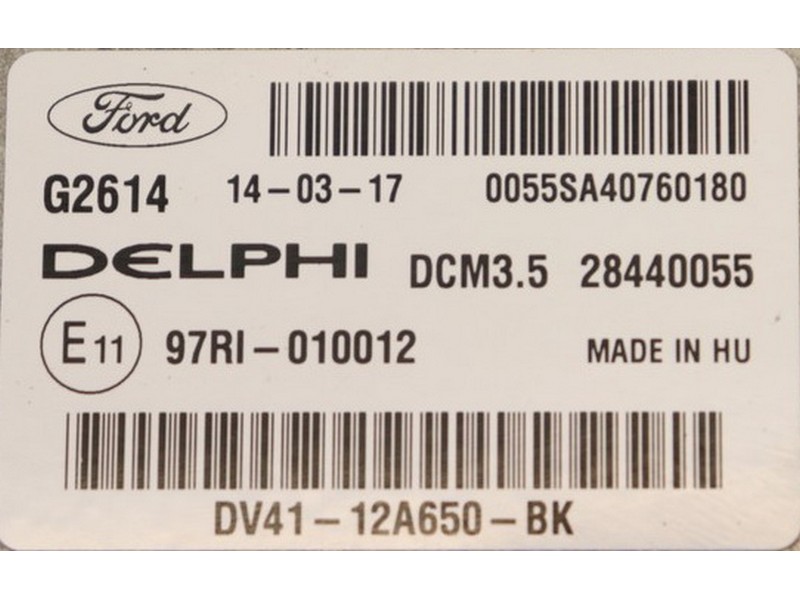 Ford
G2614 14-03-17 0055SA40760180
DELPHI DCM3.5 28440055
E11 97RI-010012 MADE IN HU
DV41-12A650-BK